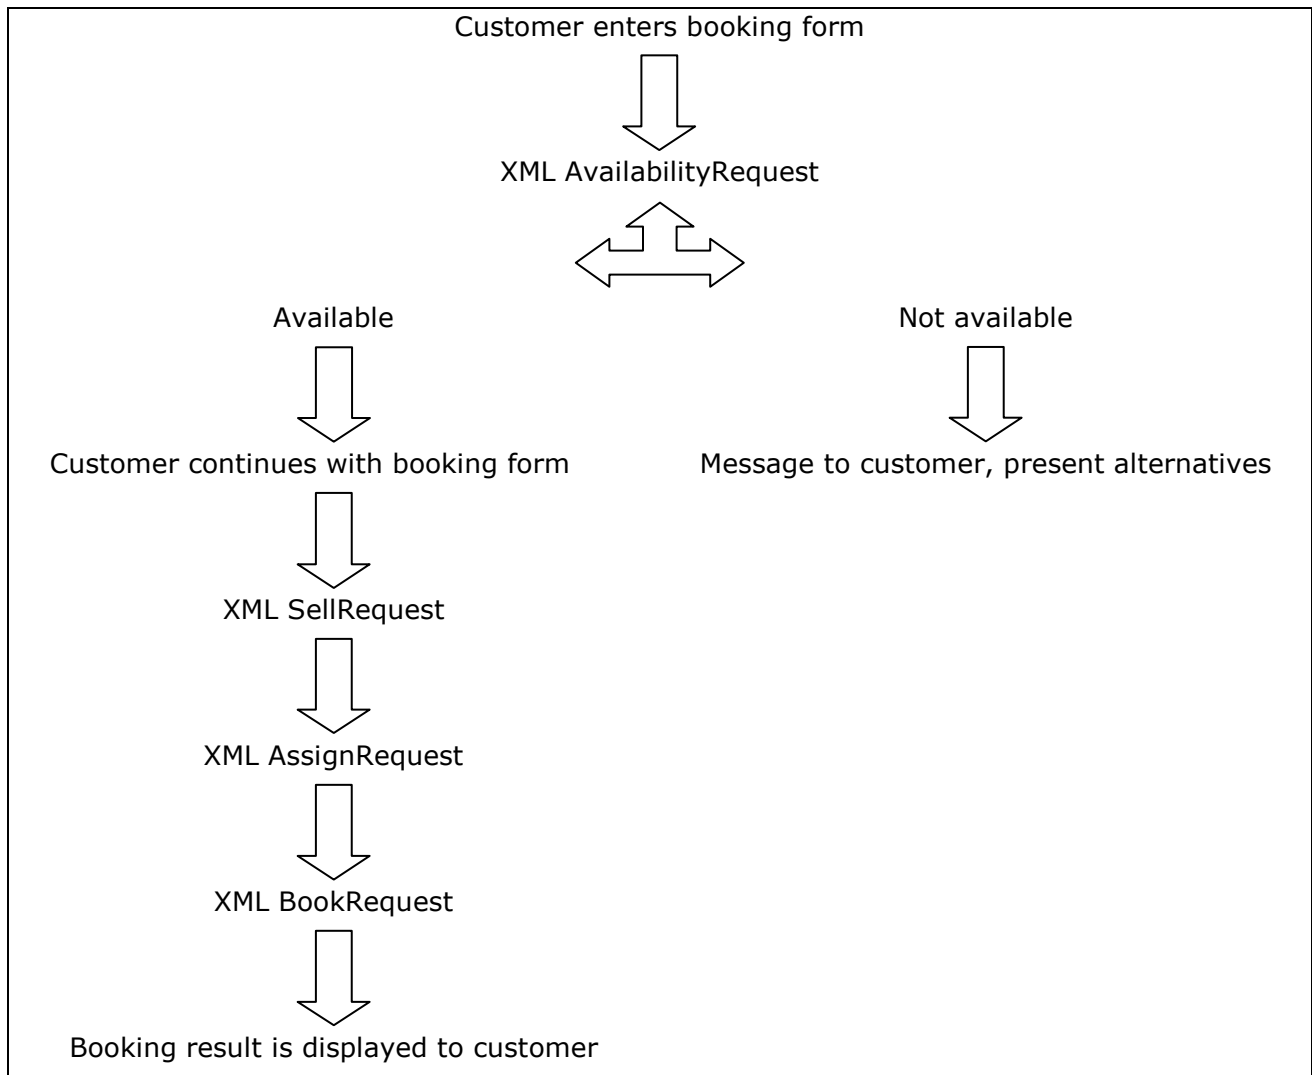 Customer enters booking form
XML AvailabilityRequest
Available
Not available
Customer continues with booking form
Message to customer, present alternatives
XML SellRequest
XML AssignRequest
XML BookRequest
Booking result is displayed to customer